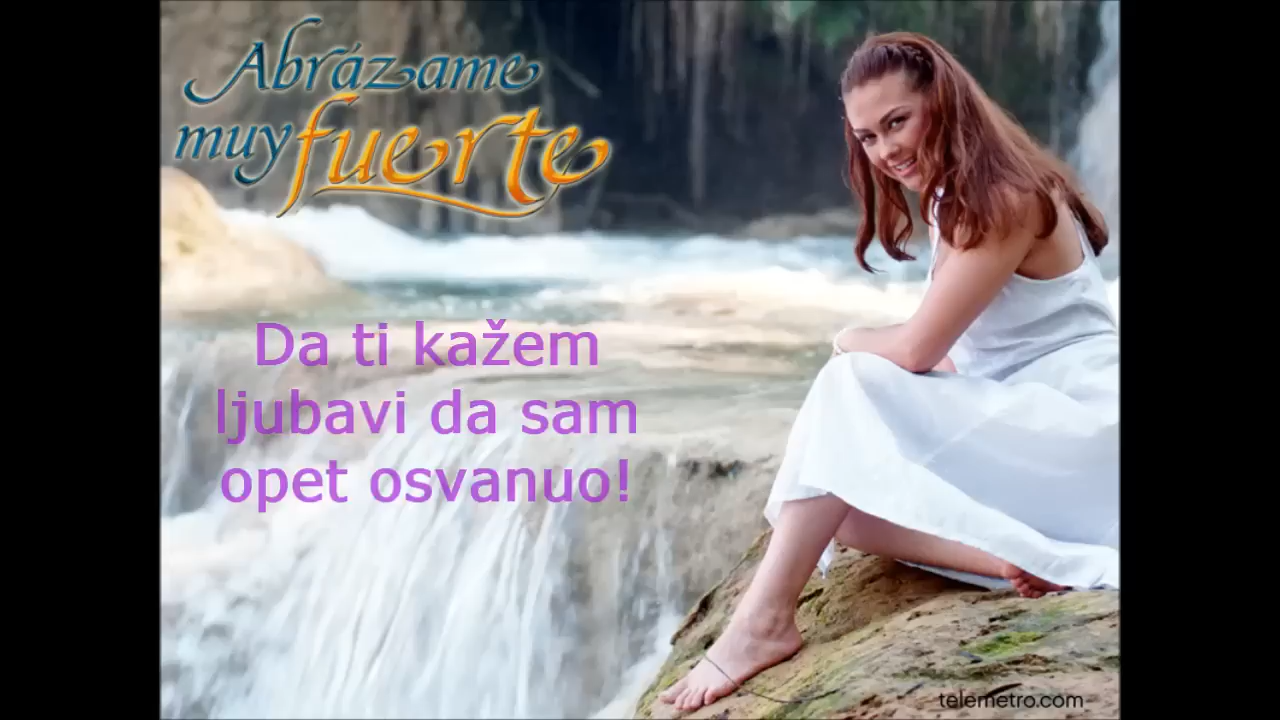 Abrázame
muy fuerte
Da ti kažem
ljubavi da sam
opet osvanuo!
telemetro.com